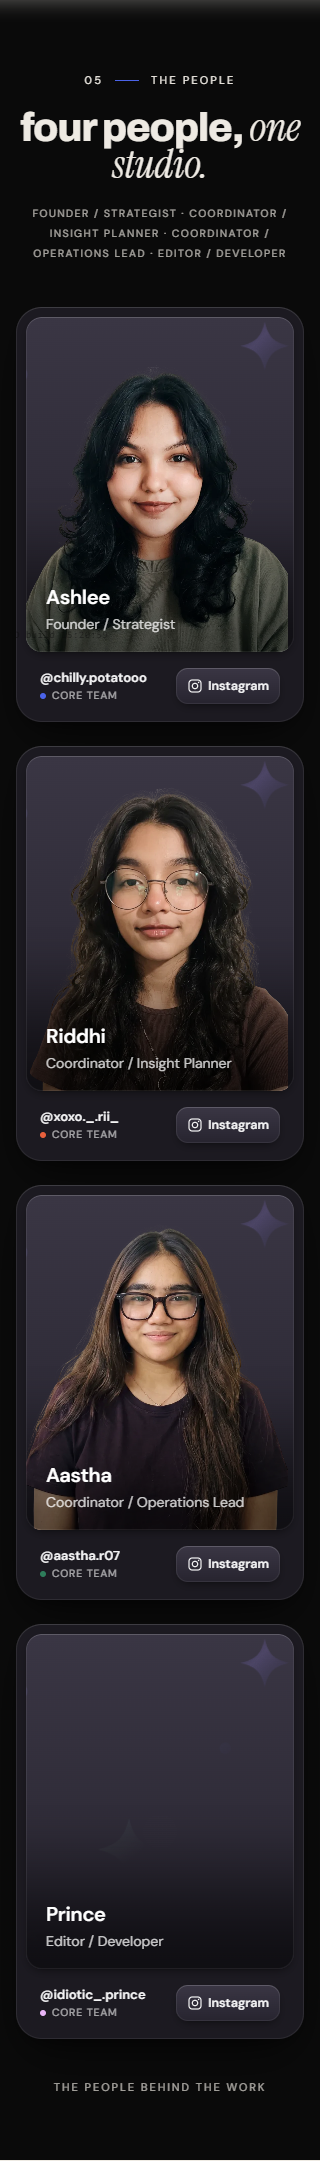 05 — THE PEOPLE
four people, one
studio.
FOUNDER / STRATEGIST · COORDINATOR /
INSIGHT PLANNER · COORDINATOR /
OPERATIONS LEAD · EDITOR / DEVELOPER
Ashlee
Founder / Strategist
@chilly.potatooo
CORE TEAM
Instagram
Riddhi
Coordinator / Insight Planner
@xoxo._.rii_
CORE TEAM
Instagram
Aastha
Coordinator / Operations Lead
@aastha.r07
CORE TEAM
Instagram
Prince
Editor / Developer
@idiotic_.prince
CORE TEAM
Instagram
THE PEOPLE BEHIND THE WORK